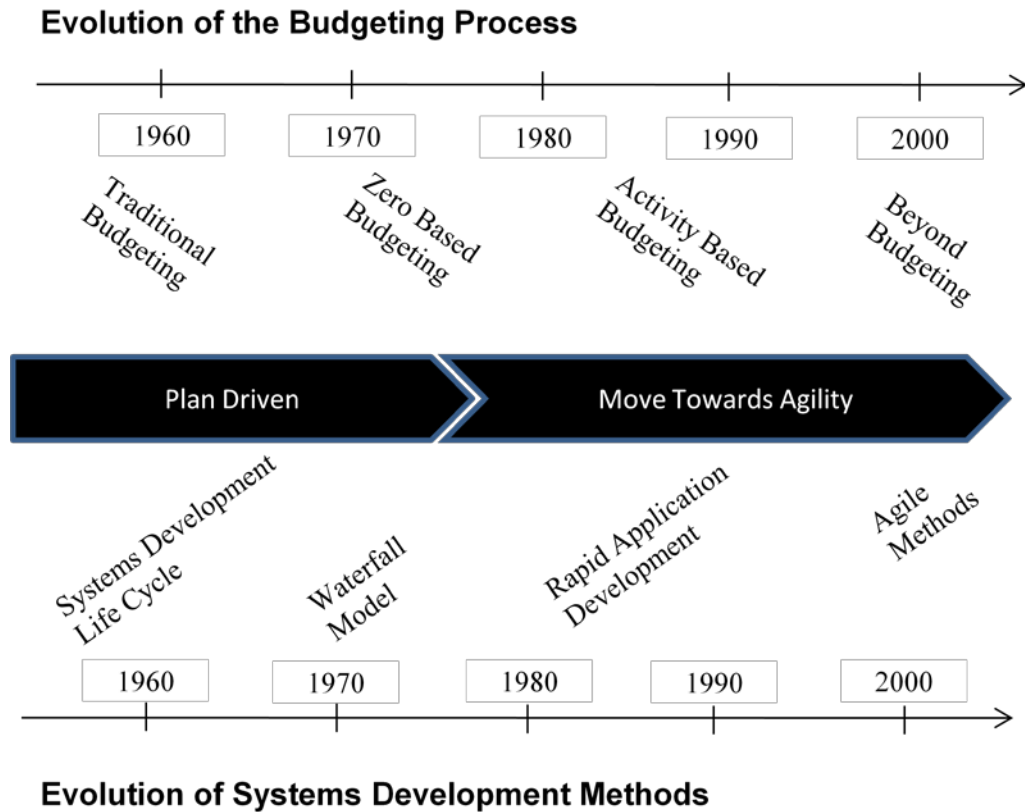 Evolution of the Budgeting Process
1960
1970
1980
1990
2000
Traditional
Budgeting
Zero Based
Budgeting
Activity Based
Budgeting
Beyond
Budgeting
Plan Driven
Move Towards Agility
Systems Development
Life Cycle
Waterfall
Model
Rapid Application
Development
Agile
Methods
1960
1970
1980
1990
2000
Evolution of Systems Development Methods